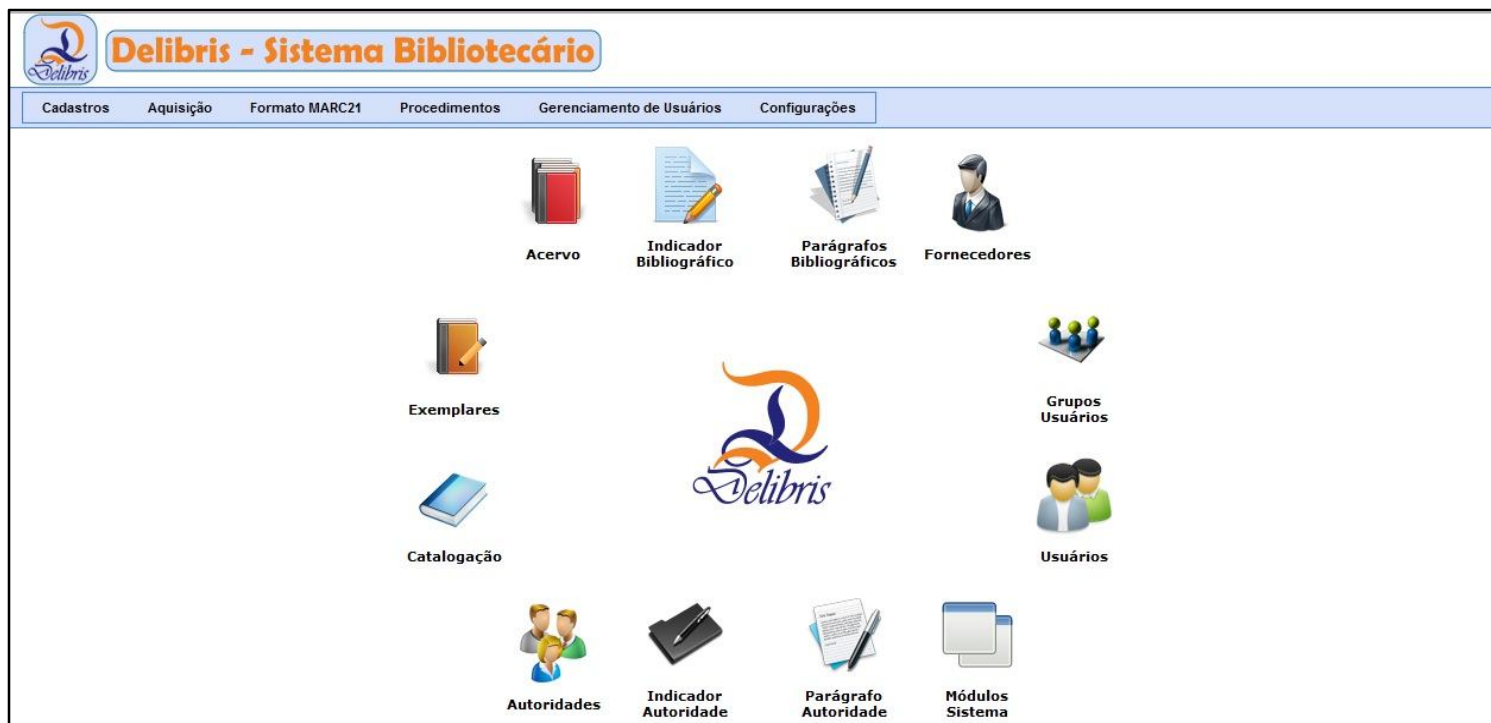 Delibris
Delibris - Sistema Bibliotecário
Cadastros Aquisição Formato MARC21 Procedimentos Gerenciamento de Usuários Configurações
Acervo
Indicador
Bibliográfico
Parágrafos
Bibliográficos
Fornecedores
Exemplares
Grupos
Usuários
Delibris
Catalogação
Usuários
Autoridades
Indicador
Autoridade
Parágrafo
Autoridade
Módulos
Sistema